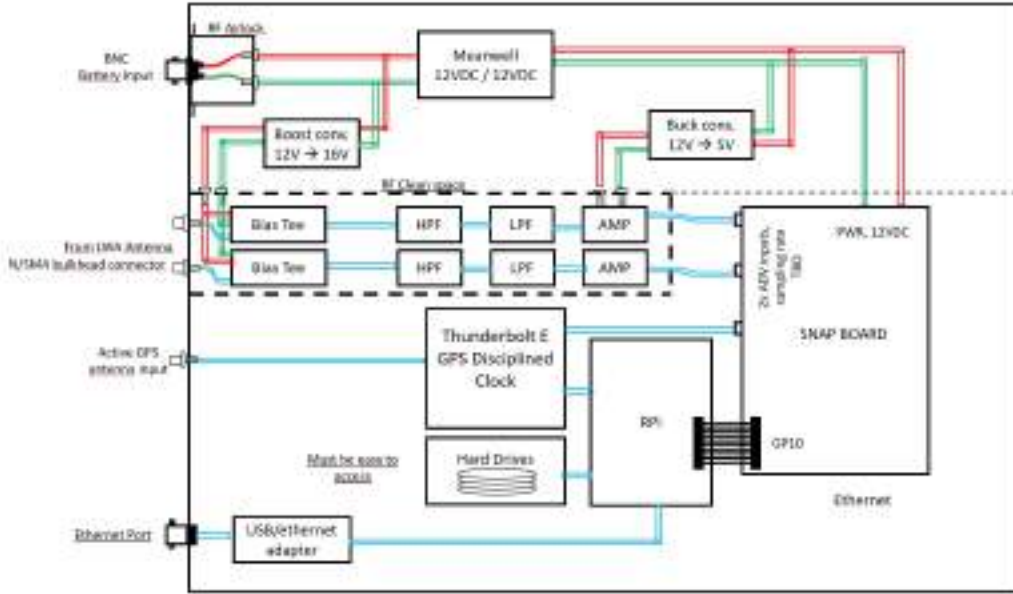 RF Airlock
BNC
Battery Input
Meanwell
12VDC / 12VDC
Boost conv.
12V → 16V
Buck conv.
12V → 5V
RF Clean space
Bias Tee
HPF
LPF
AMP
PWR, 12VDC
From LWA Antenna
N/SMA bulkhead connector
Bias Tee
HPF
LPF
AMP
2x ADV inputs,
sampling rate
TBD
SNAP BOARD
Thunderbolt E
GPS Disciplined
Clock
Active GPS
antenna input
RPi
GPIO
Must be easy to
access
Hard Drives
Ethernet
Ethernet Port
USB/ethernet
adapter